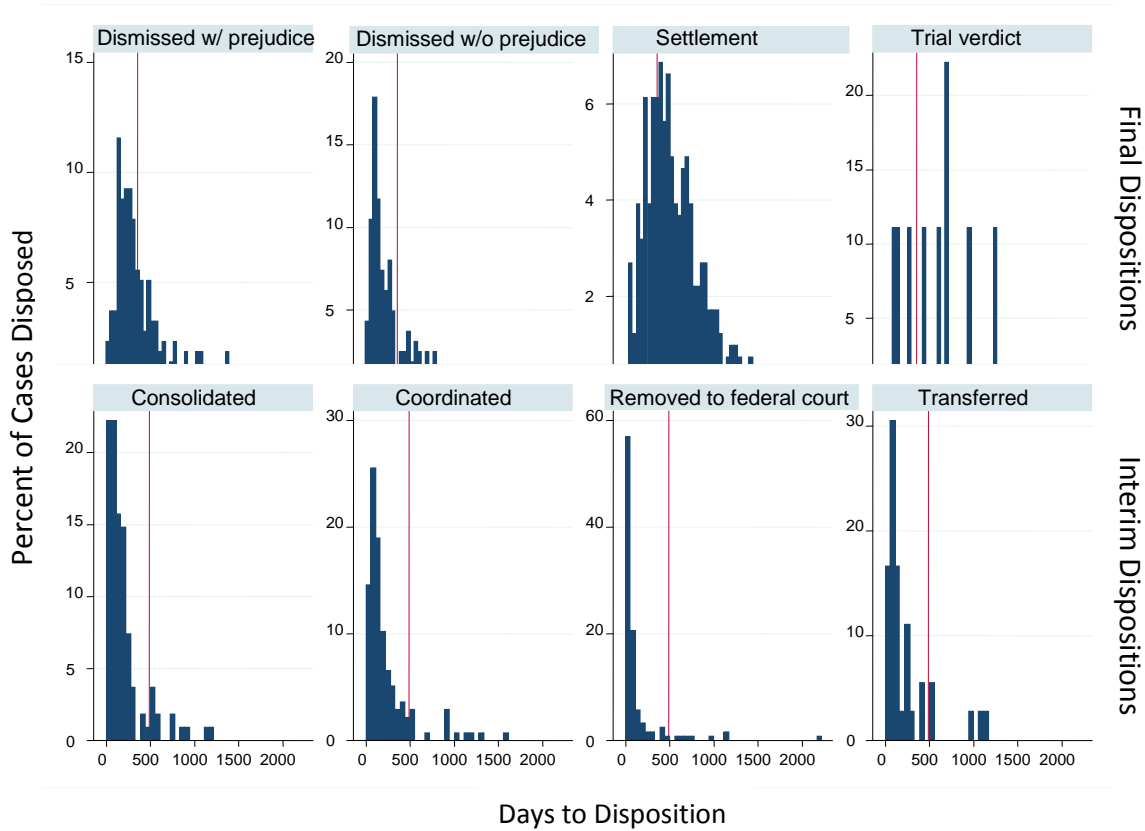 Dismissed w/ prejudice
Dismissed w/o prejudice
Settlement
Trial verdict
15
10
5
20
15
10
5
6
4
2
20
15
10
5
Final Dispositions
Percent of Cases Disposed
Consolidated
Coordinated
Removed to federal court
Transferred
20
15
10
5
0
30
20
10
0
60
40
20
0
30
20
10
0
Interim Dispositions
0 500 1000 1500 2000
0 500 1000 1500 2000
0 500 1000 1500 2000
0 500 1000 1500 2000
Days to Disposition